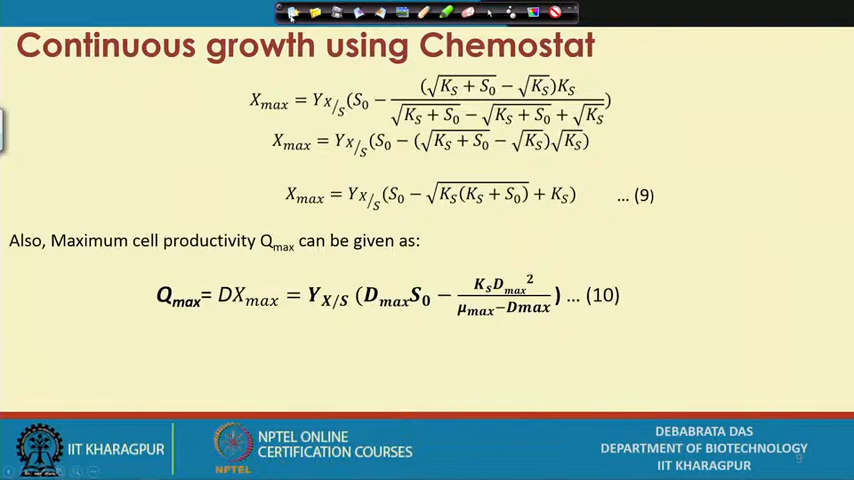 Continuous growth using Chemostat
X_max = Y_X/S (S_0 − (√(K_S + S_0) − √K_S)K_S / (√(K_S + S_0) − √(K_S + S_0) + √K_S))
X_max = Y_X/S (S_0 − (√(K_S + S_0) − √K_S)√K_S)
X_max = Y_X/S (S_0 − √(K_S(K_S + S_0)) + K_S) ... (9)
Also, Maximum cell productivity Q_max can be given as:
Q_max= DX_max = Y_X/S (D_max S_0 − K_s D_max^2 / (μ_max−Dmax)) ... (10)
IIT KHARAGPUR
NPTEL
NPTEL ONLINE
CERTIFICATION COURSES
DEBABRATA DAS
DEPARTMENT OF BIOTECHNOLOGY
IIT KHARAGPUR
9